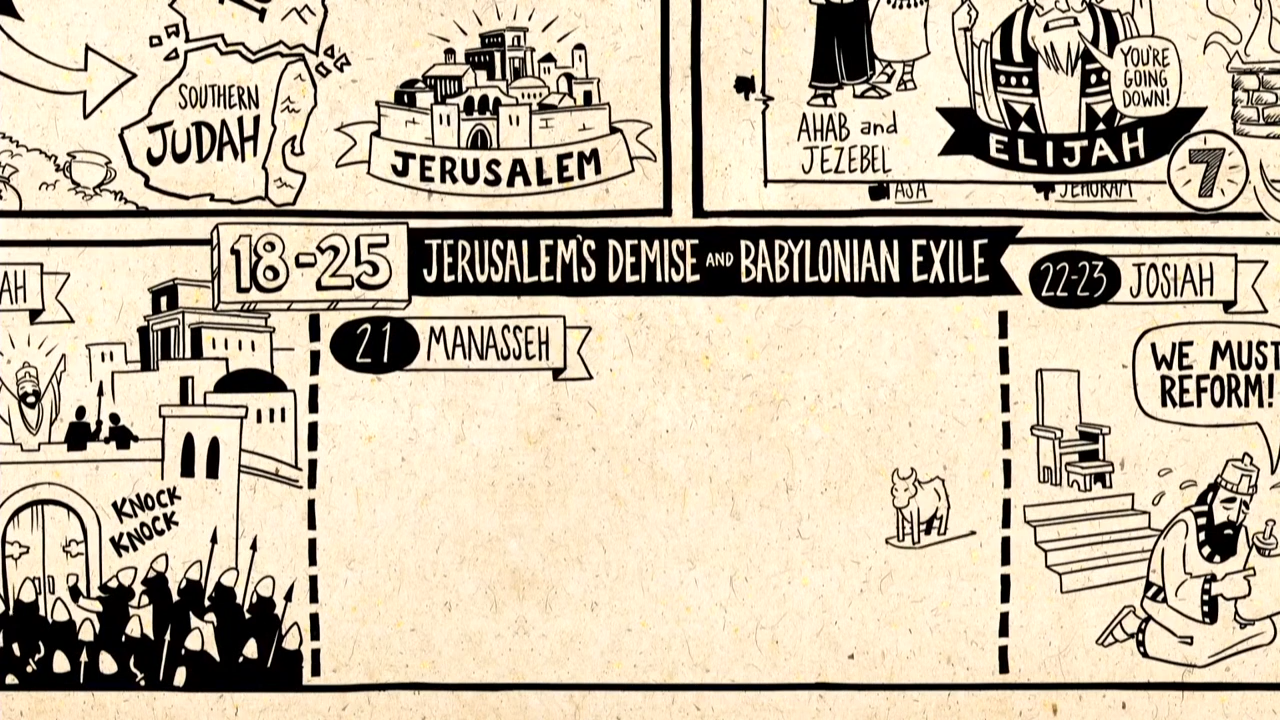 SOUTHERN
JUDAH
JERUSALEM
AHAB and
JEZEBEL
YOU'RE
GOING
DOWN!
ELIJAH
7
ASA
JEHORAM
18-25
JERUSALEM'S DEMISE AND BABYLONIAN EXILE
AH
21 MANASSEH
22-23 JOSIAH
WE MUST
REFORM!
KNOCK
KNOCK